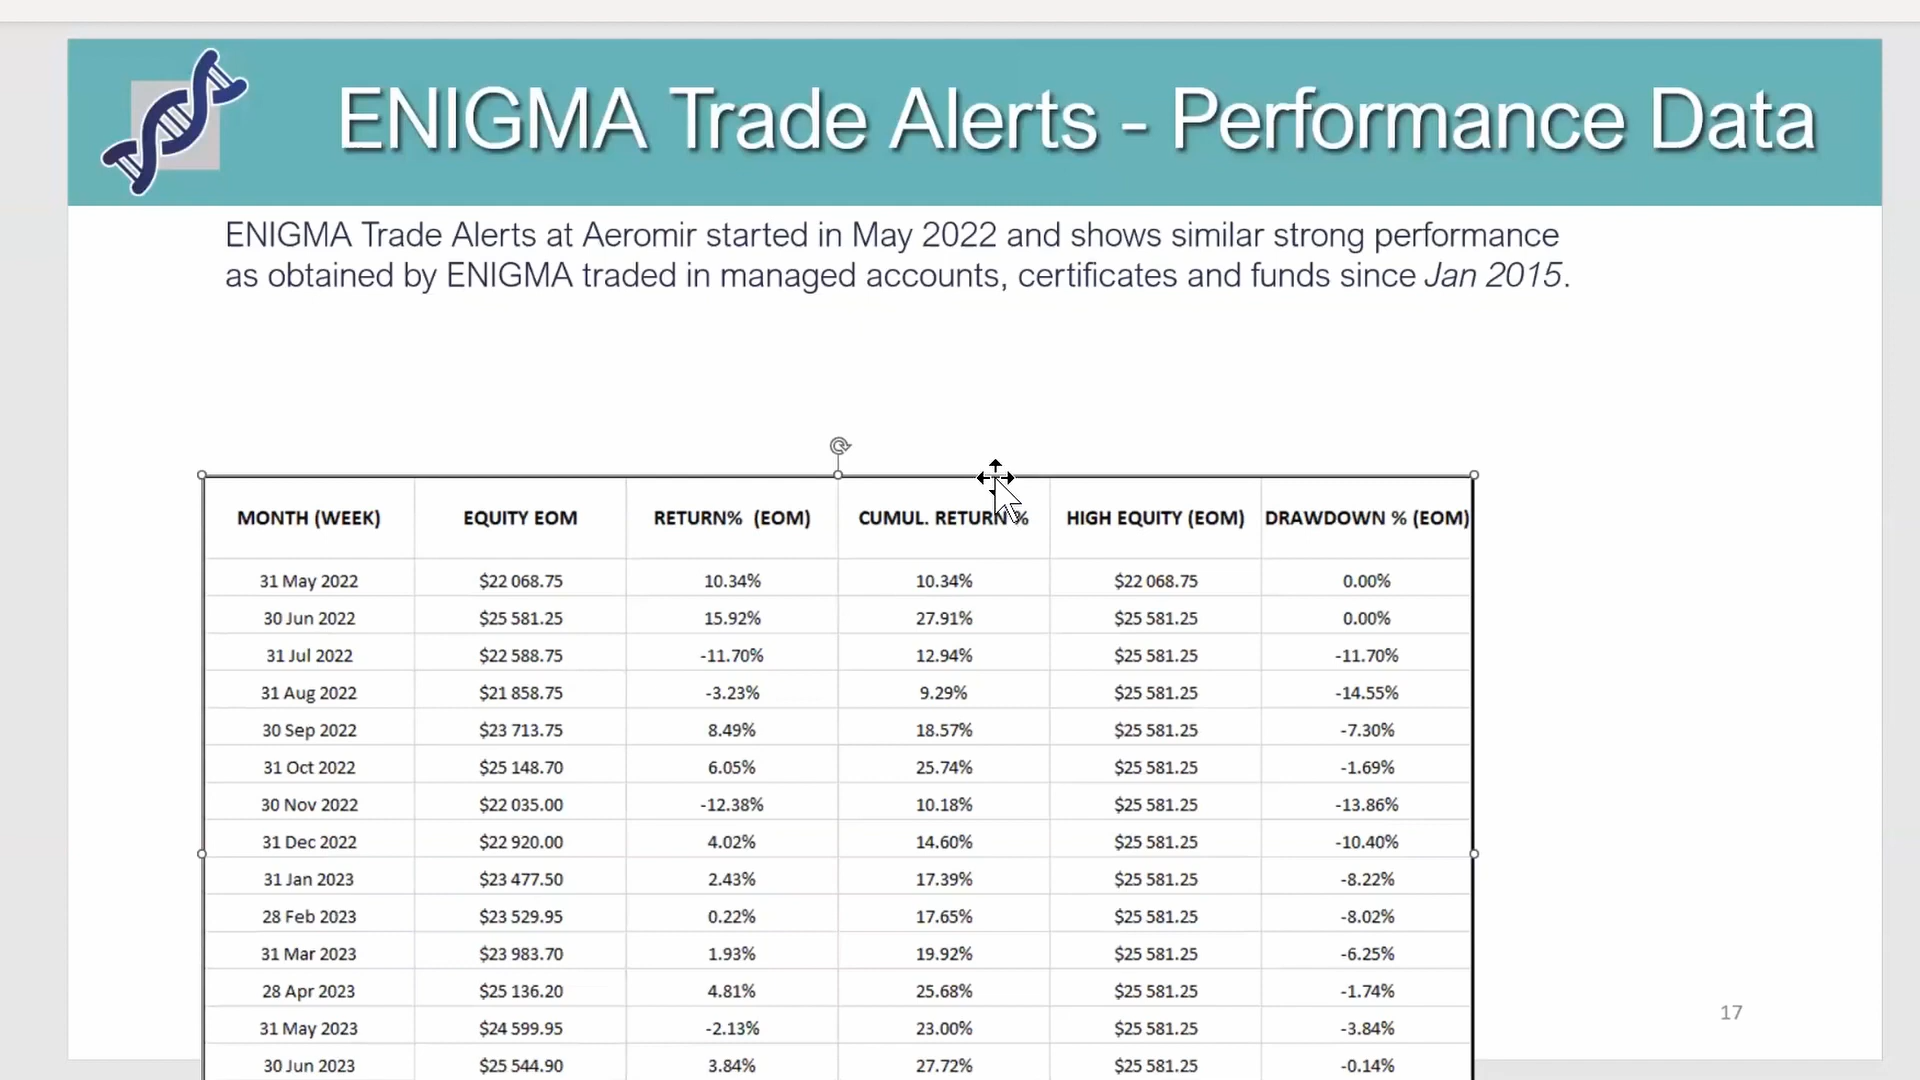 ENIGMA Trade Alerts - Performance Data
ENIGMA Trade Alerts at Aeromir started in May 2022 and shows similar strong performance
as obtained by ENIGMA traded in managed accounts, certificates and funds since Jan 2015.
MONTH (WEEK) EQUITY EOM RETURN% (EOM) CUMUL. RETURN % HIGH EQUITY (EOM) DRAWDOWN % (EOM)
31 May 2022 $22 068.75 10.34% 10.34% $22 068.75 0.00%
30 Jun 2022 $25 581.25 15.92% 27.91% $25 581.25 0.00%
31 Jul 2022 $22 588.75 -11.70% 12.94% $25 581.25 -11.70%
31 Aug 2022 $21 858.75 -3.23% 9.29% $25 581.25 -14.55%
30 Sep 2022 $23 713.75 8.49% 18.57% $25 581.25 -7.30%
31 Oct 2022 $25 148.70 6.05% 25.74% $25 581.25 -1.69%
30 Nov 2022 $22 035.00 -12.38% 10.18% $25 581.25 -13.86%
31 Dec 2022 $22 920.00 4.02% 14.60% $25 581.25 -10.40%
31 Jan 2023 $23 477.50 2.43% 17.39% $25 581.25 -8.22%
28 Feb 2023 $23 529.95 0.22% 17.65% $25 581.25 -8.02%
31 Mar 2023 $23 983.70 1.93% 19.92% $25 581.25 -6.25%
28 Apr 2023 $25 136.20 4.81% 25.68% $25 581.25 -1.74%
31 May 2023 $24 599.95 -2.13% 23.00% $25 581.25 -3.84%
30 Jun 2023 $25 544.90 3.84% 27.72% $25 581.25 -0.14%
17